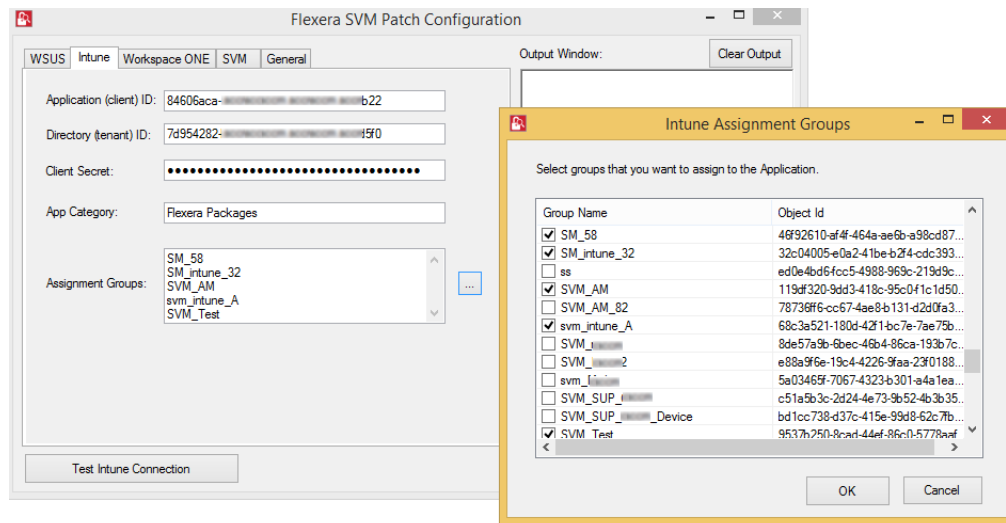 Flexera SVM Patch Configuration
WSUS Intune Workspace ONE SVM General
Output Window:
Clear Output
Application (client) ID: 84606aca- b22
Directory (tenant) ID: 7d954282- 5f0
Client Secret:
App Category: Flexera Packages
Assignment Groups:
SM_58
SM_intune_32
SVM_AM
svm_intune_A
SVM_Test
...
Test Intune Connection
Intune Assignment Groups
Select groups that you want to assign to the Application.
Group Name Object Id
SM_58 46f92610-af4f-464a-ae6b-a98cd87...
SM_intune_32 32c04005-e0a2-41be-b2f4-cdc393...
ss ed0e4bd6-fcc5-4988-969c-219d9c...
SVM_AM 119df320-9dd3-418c-95c0-f1c1d50...
SVM_AM_82 78736ff6-cc67-4ae8-b131-d2d0fa3...
svm_intune_A 68c3a521-180d-42f1-bc7e-7ae75b...
SVM_ 8de57a9b-6bec-46b4-86ca-193b7c...
SVM_ 2 e88a9f6e-19c4-4226-9faa-23f0188...
svm_ 5a03465f-7067-4323-b301-a4a1ea...
SVM_SUP_ c51a5b3c-2d24-4e73-9b52-4b3b35...
SVM_SUP_ _Device bd1cc738-d37c-415e-99d8-62c7fb...
SVM_Test 9537b250-8cad-44ef-86c0-5778aaf
OK Cancel